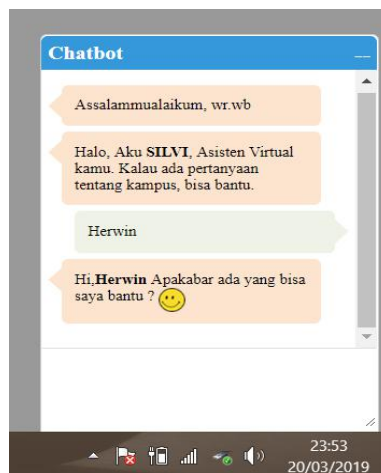 Chatbot
Assalammualaikum, wr.wb
Halo, Aku SILVI, Asisten Virtual
kamu. Kalau ada pertanyaan
tentang kampus, bisa bantu.
Herwin
Hi,Herwin Apakabar ada yang bisa
saya bantu ?
23:53
20/03/2019